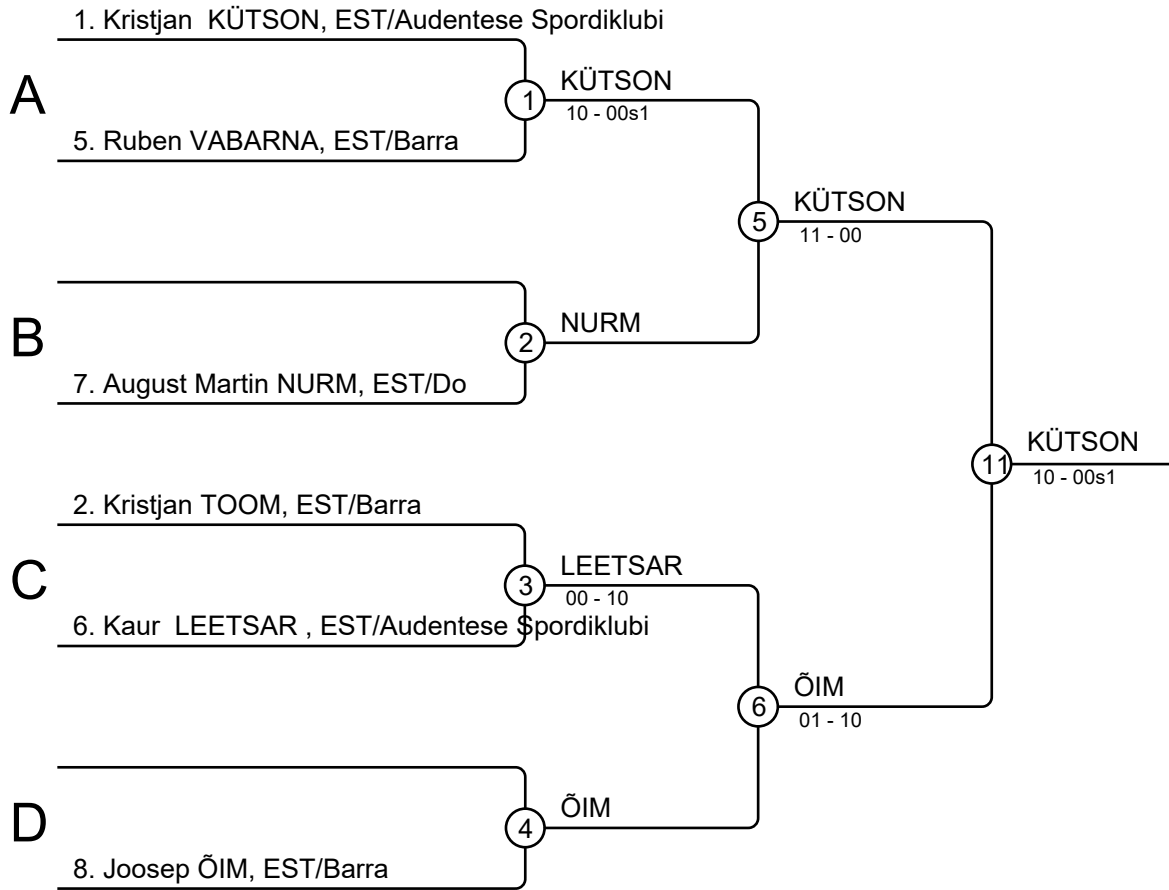 1. Kristjan  KÜTSON, EST/Audentese Spordiklubi
A
1
KÜTSON
10 - 00s1
5. Ruben VABARNA, EST/Barra
5
KÜTSON
11 - 00
B
2
NURM
7. August Martin NURM, EST/Do
11
KÜTSON
10 - 00s1
2. Kristjan TOOM, EST/Barra
C
3
LEETSAR
00 - 10
6. Kaur  LEETSAR , EST/Audentese Spordiklubi
6
ÕIM
01 - 10
D
4
ÕIM
8. Joosep ÕIM, EST/Barra